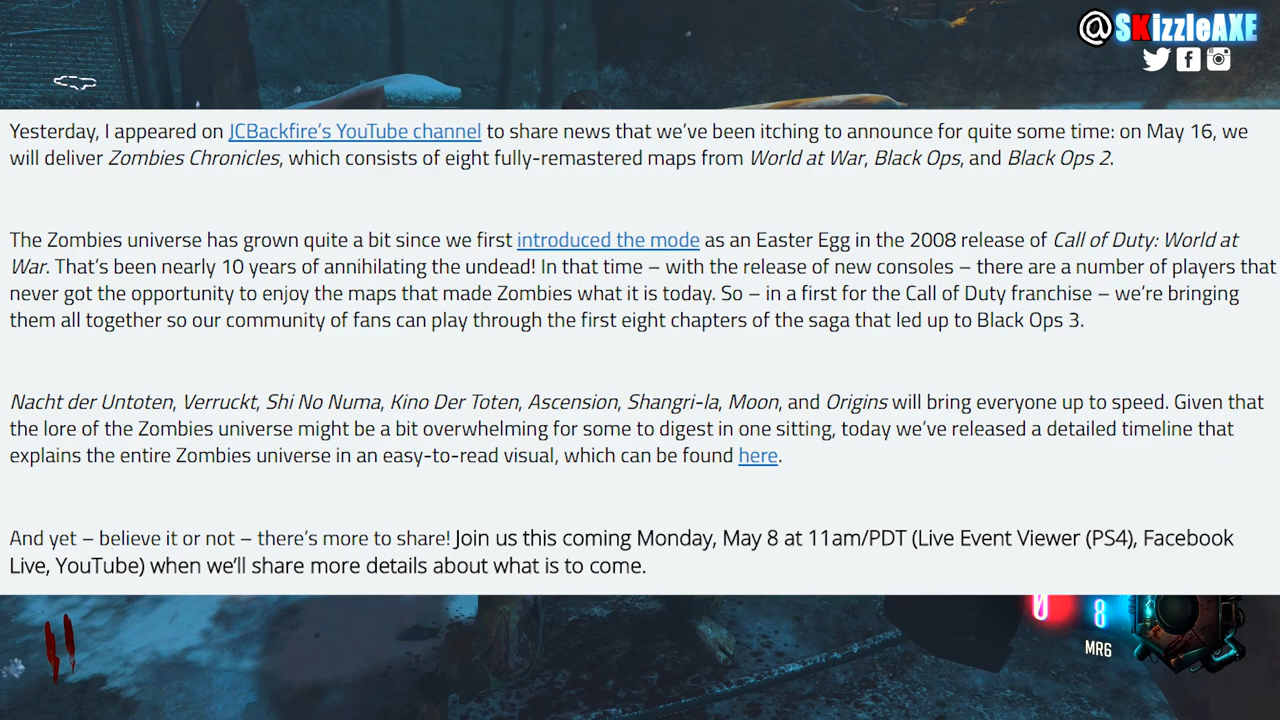 @SKizzleAXE
Yesterday, I appeared on JCBackfire's YouTube channel to share news that we've been itching to announce for quite some time: on May 16, we
will deliver Zombies Chronicles, which consists of eight fully-remastered maps from World at War, Black Ops, and Black Ops 2.
The Zombies universe has grown quite a bit since we first introduced the mode as an Easter Egg in the 2008 release of Call of Duty: World at
War. That's been nearly 10 years of annihilating the undead! In that time – with the release of new consoles – there are a number of players that
never got the opportunity to enjoy the maps that made Zombies what it is today. So – in a first for the Call of Duty franchise – we're bringing
them all together so our community of fans can play through the first eight chapters of the saga that led up to Black Ops 3.
Nacht der Untoten, Verruckt, Shi No Numa, Kino Der Toten, Ascension, Shangri-la, Moon, and Origins will bring everyone up to speed. Given that
the lore of the Zombies universe might be a bit overwhelming for some to digest in one sitting, today we've released a detailed timeline that
explains the entire Zombies universe in an easy-to-read visual, which can be found here.
And yet – believe it or not – there's more to share! Join us this coming Monday, May 8 at 11am/PDT (Live Event Viewer (PS4), Facebook
Live, YouTube) when we'll share more details about what is to come.
0 8
MR6